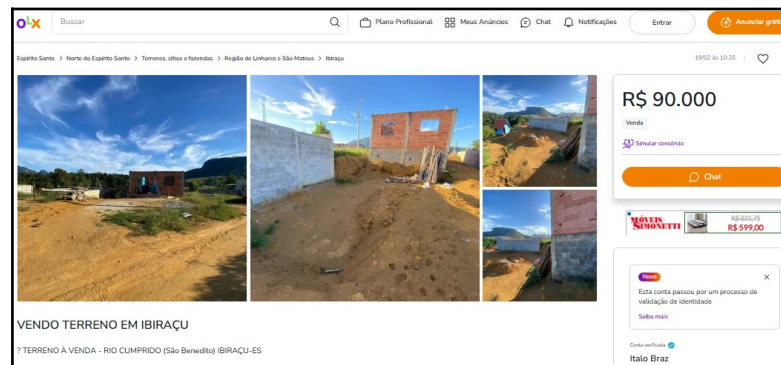 OLX
Buscar
Plano Profissional
Meus Anúncios
Chat
Notificações
Entrar
Anunciar grátis
Espírito Santo > Norte do Espírito Santo > Terrenos, sítios e fazendas > Região de Linhares e São Mateus > Ibiraçu
19/02 às 10:25
R$ 90.000
Venda
Simular consórcio
Chat
MÓVEIS
SIMONETTI
R$ 831,75
R$ 599,00
Novo
Esta conta passou por um processo de
validação de identidade
Saiba mais
VENDO TERRENO EM IBIRAÇU
? TERRENO À VENDA - RIO CUMPRIDO (São Benedito) IBIRAÇU-ES
Conta verificada
Italo Braz